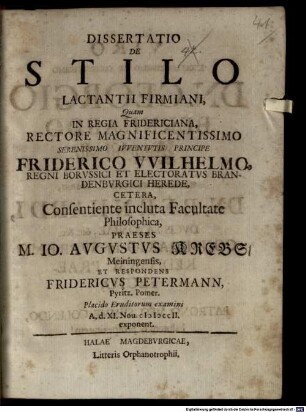 DISSERTATIO
DE
STILO
LACTANTII FIRMIANI,
Quam
IN REGIA FRIDERICIANA,
RECTORE MAGNIFICENTISSIMO
SERENISSIMO IVVENTVTIS PRINCIPE
FRIDERICO VVILHELMO,
REGNI BORVSSICI ET ELECTORATVS BRAN-
DENBVRGICI HEREDE,
CETERA,
Consentiente incluta Facultate
Philosophica,
PRAESES
M. IO. AVGVSTVS KREBS/
Meiningensis,
ET RESPONDENS
FRIDERICVS PETERMANN,
Pyritz. Pomer.
Placido Eruditorum examini
A. d. XI. Nou. cIɔIɔccII.
exponent.
HALAE MAGDEBVRGICAE,
Litteris Orphanotrophii,